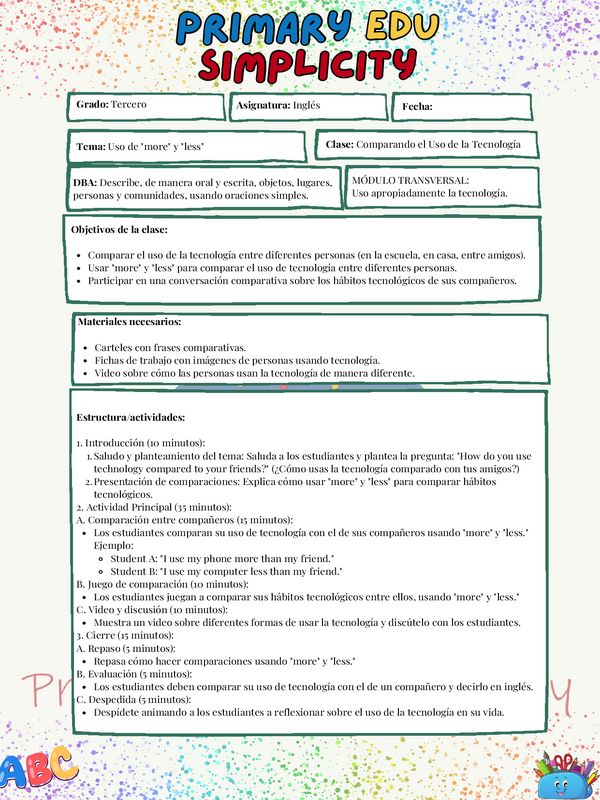 PRIMARY EDU
SIMPLICITY
Grado: Tercero
Asignatura: Inglés
Fecha:
Tema: Uso de "more" y "less"
Clase: Comparando el Uso de la Tecnología
DBA: Describe, de manera oral y escrita, objetos, lugares,
personas y comunidades, usando oraciones simples.
MÓDULO TRANSVERSAL:
Uso apropiadamente la tecnología.
Objetivos de la clase:
• Comparar el uso de la tecnología entre diferentes personas (en la escuela, en casa, entre amigos).
• Usar "more" y "less" para comparar el uso de tecnología entre diferentes personas.
• Participar en una conversación comparativa sobre los hábitos tecnológicos de sus compañeros.
Materiales necesarios:
• Carteles con frases comparativas.
• Fichas de trabajo con imágenes de personas usando tecnología.
• Video sobre cómo las personas usan la tecnología de manera diferente.
Estructura/actividades:
1. Introducción (10 minutos):
1. Saludo y planteamiento del tema: Saluda a los estudiantes y plantea la pregunta: "How do you use
technology compared to your friends?" (¿Cómo usas la tecnología comparado con tus amigos?)
2. Presentación de comparaciones: Explica cómo usar "more" y "less" para comparar hábitos
tecnológicos.
2. Actividad Principal (35 minutos):
A. Comparación entre compañeros (15 minutos):
• Los estudiantes comparan su uso de tecnología con el de sus compañeros usando "more" y "less."
Ejemplo:
◦ Student A: "I use my phone more than my friend."
◦ Student B: "I use my computer less than my friend."
B. Juego de comparación (10 minutos):
• Los estudiantes juegan a comparar sus hábitos tecnológicos entre ellos, usando "more" y "less."
C. Video y discusión (10 minutos):
• Muestra un video sobre diferentes formas de usar la tecnología y discútelo con los estudiantes.
3. Cierre (15 minutos):
A. Repaso (5 minutos):
• Repasa cómo hacer comparaciones usando "more" y "less."
B. Evaluación (5 minutos):
• Los estudiantes deben comparar su uso de tecnología con el de un compañero y decirlo en inglés.
C. Despedida (5 minutos):
• Despídete animando a los estudiantes a reflexionar sobre el uso de la tecnología en su vida.
ABC